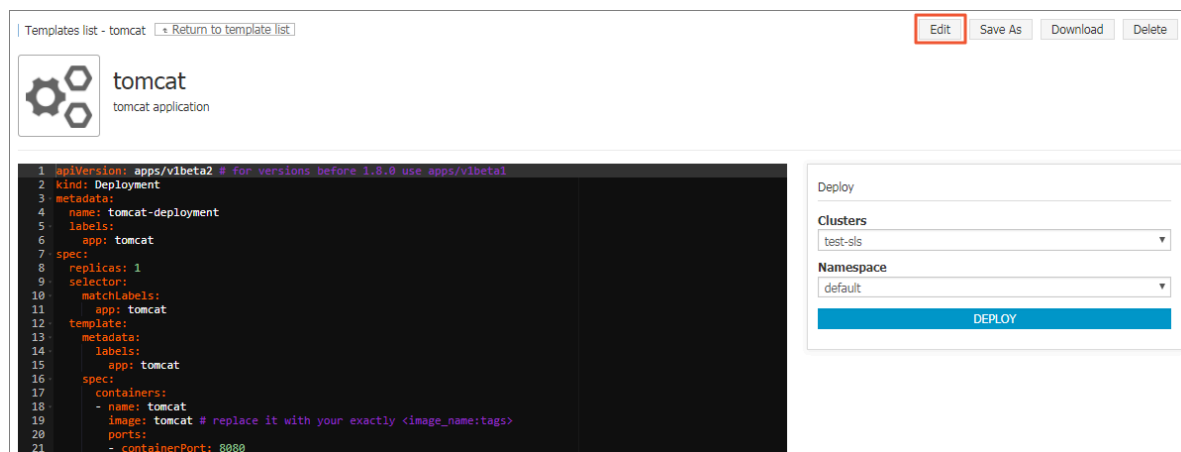 Templates list - tomcat Return to template list
Edit Save As Download Delete
tomcat
tomcat application
1 apiVersion: apps/v1beta2 # for versions before 1.8.0 use apps/v1beta1
2 kind: Deployment
3 metadata:
4 name: tomcat-deployment
5 labels:
6 app: tomcat
7 spec:
8 replicas: 1
9 selector:
10 matchLabels:
11 app: tomcat
12 template:
13 metadata:
14 labels:
15 app: tomcat
16 spec:
17 containers:
18 - name: tomcat
19 image: tomcat # replace it with your exactly <image_name:tags>
20 ports:
21 - containerPort: 8080
Deploy
Clusters
test-sls
Namespace
default
DEPLOY